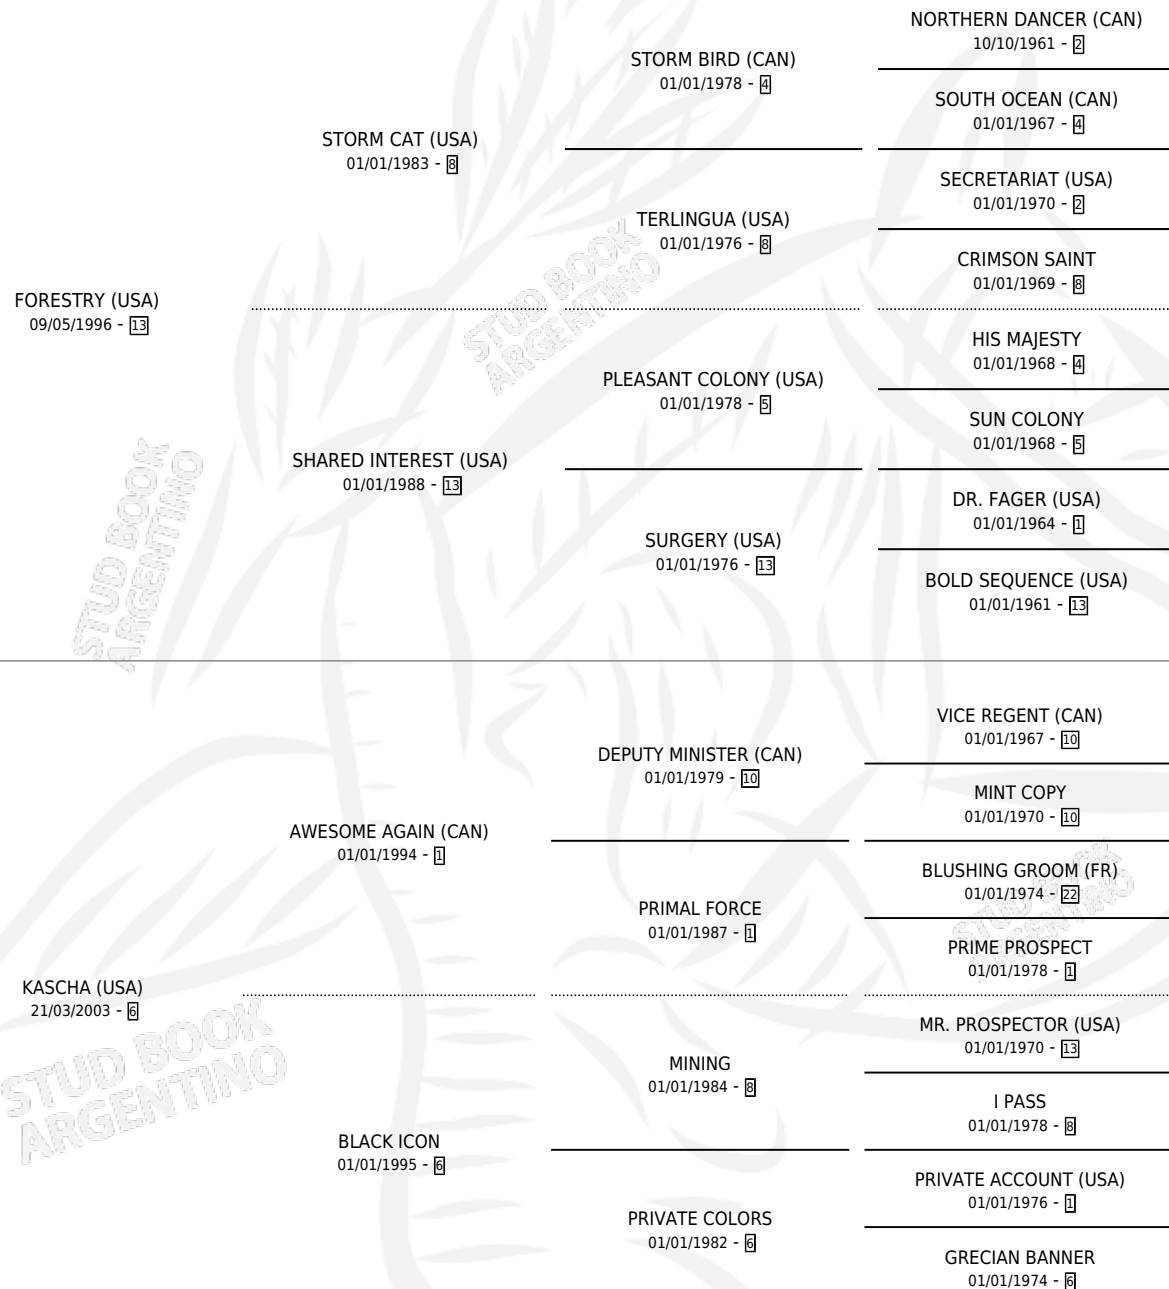 NORTHERN DANCER (CAN)
10/10/1961 - 2
STORM BIRD (CAN)
01/01/1978 - 4
SOUTH OCEAN (CAN)
01/01/1967 - 4
STORM CAT (USA)
01/01/1983 - 8
SECRETARIAT (USA)
01/01/1970 - 2
TERLINGUA (USA)
01/01/1976 - 8
CRIMSON SAINT
01/01/1969 - 8
FORESTRY (USA)
09/05/1996 - 13
HIS MAJESTY
01/01/1968 - 4
PLEASANT COLONY (USA)
01/01/1978 - 5
SUN COLONY
01/01/1968 - 5
SHARED INTEREST (USA)
01/01/1988 - 13
DR. FAGER (USA)
01/01/1964 - 1
SURGERY (USA)
01/01/1976 - 13
BOLD SEQUENCE (USA)
01/01/1961 - 13
VICE REGENT (CAN)
01/01/1967 - 10
DEPUTY MINISTER (CAN)
01/01/1979 - 10
MINT COPY
01/01/1970 - 10
AWESOME AGAIN (CAN)
01/01/1994 - 1
BLUSHING GROOM (FR)
01/01/1974 - 22
PRIMAL FORCE
01/01/1987 - 1
PRIME PROSPECT
01/01/1978 - 1
KASCHA (USA)
21/03/2003 - 6
MR. PROSPECTOR (USA)
01/01/1970 - 13
MINING
01/01/1984 - 8
I PASS
01/01/1978 - 8
BLACK ICON
01/01/1995 - 6
PRIVATE ACCOUNT (USA)
01/01/1976 - 1
PRIVATE COLORS
01/01/1982 - 6
GRECIAN BANNER
01/01/1974 - 6
STUD BOOK
ARGENTINO
STUD BOOK
ARGENTINO
STUD BOOK
ARGENTINO
STUD BOOK
ARGENTINO